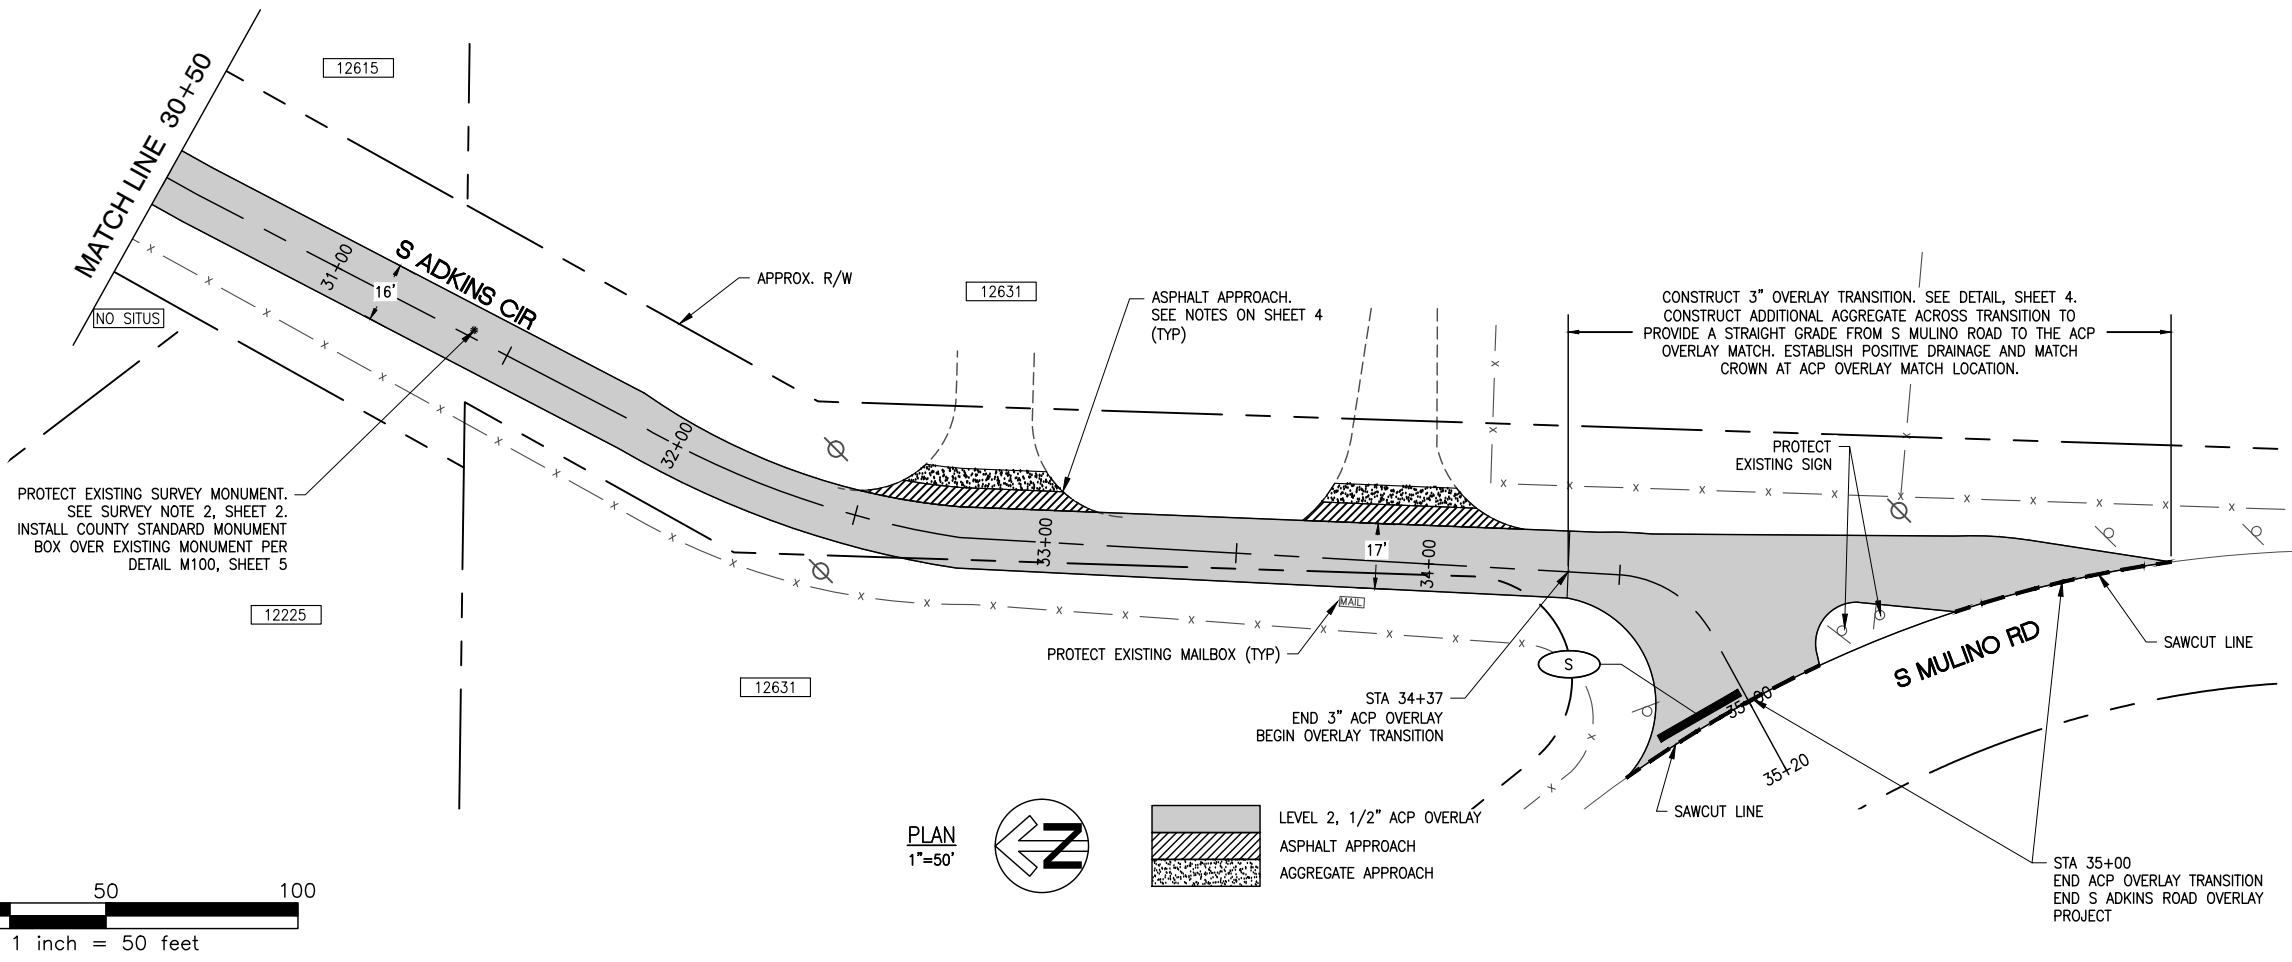 MATCH LINE 30+50
12615
31+00
16'
S ADKINS CIR
NO SITUS
APPROX. R/W
12631
ASPHALT APPROACH.
SEE NOTES ON SHEET 4
(TYP)
CONSTRUCT 3" OVERLAY TRANSITION. SEE DETAIL, SHEET 4.
CONSTRUCT ADDITIONAL AGGREGATE ACROSS TRANSITION TO
PROVIDE A STRAIGHT GRADE FROM S MULINO ROAD TO THE ACP
OVERLAY MATCH. ESTABLISH POSITIVE DRAINAGE AND MATCH
CROWN AT ACP OVERLAY MATCH LOCATION.
32+00
PROTECT
EXISTING SIGN
PROTECT EXISTING SURVEY MONUMENT.
SEE SURVEY NOTE 2, SHEET 2.
INSTALL COUNTY STANDARD MONUMENT
BOX OVER EXISTING MONUMENT PER
DETAIL M100, SHEET 5
33+00
17'
34+00
12225
MAIL
PROTECT EXISTING MAILBOX (TYP)
S
S MULINO RD
SAWCUT LINE
12631
STA 34+37
END 3" ACP OVERLAY
BEGIN OVERLAY TRANSITION
35+00
35+20
SAWCUT LINE
PLAN
1"=50'
N
LEVEL 2, 1/2" ACP OVERLAY
ASPHALT APPROACH
AGGREGATE APPROACH
STA 35+00
END ACP OVERLAY TRANSITION
END S ADKINS ROAD OVERLAY
PROJECT
50 100
1 inch = 50 feet